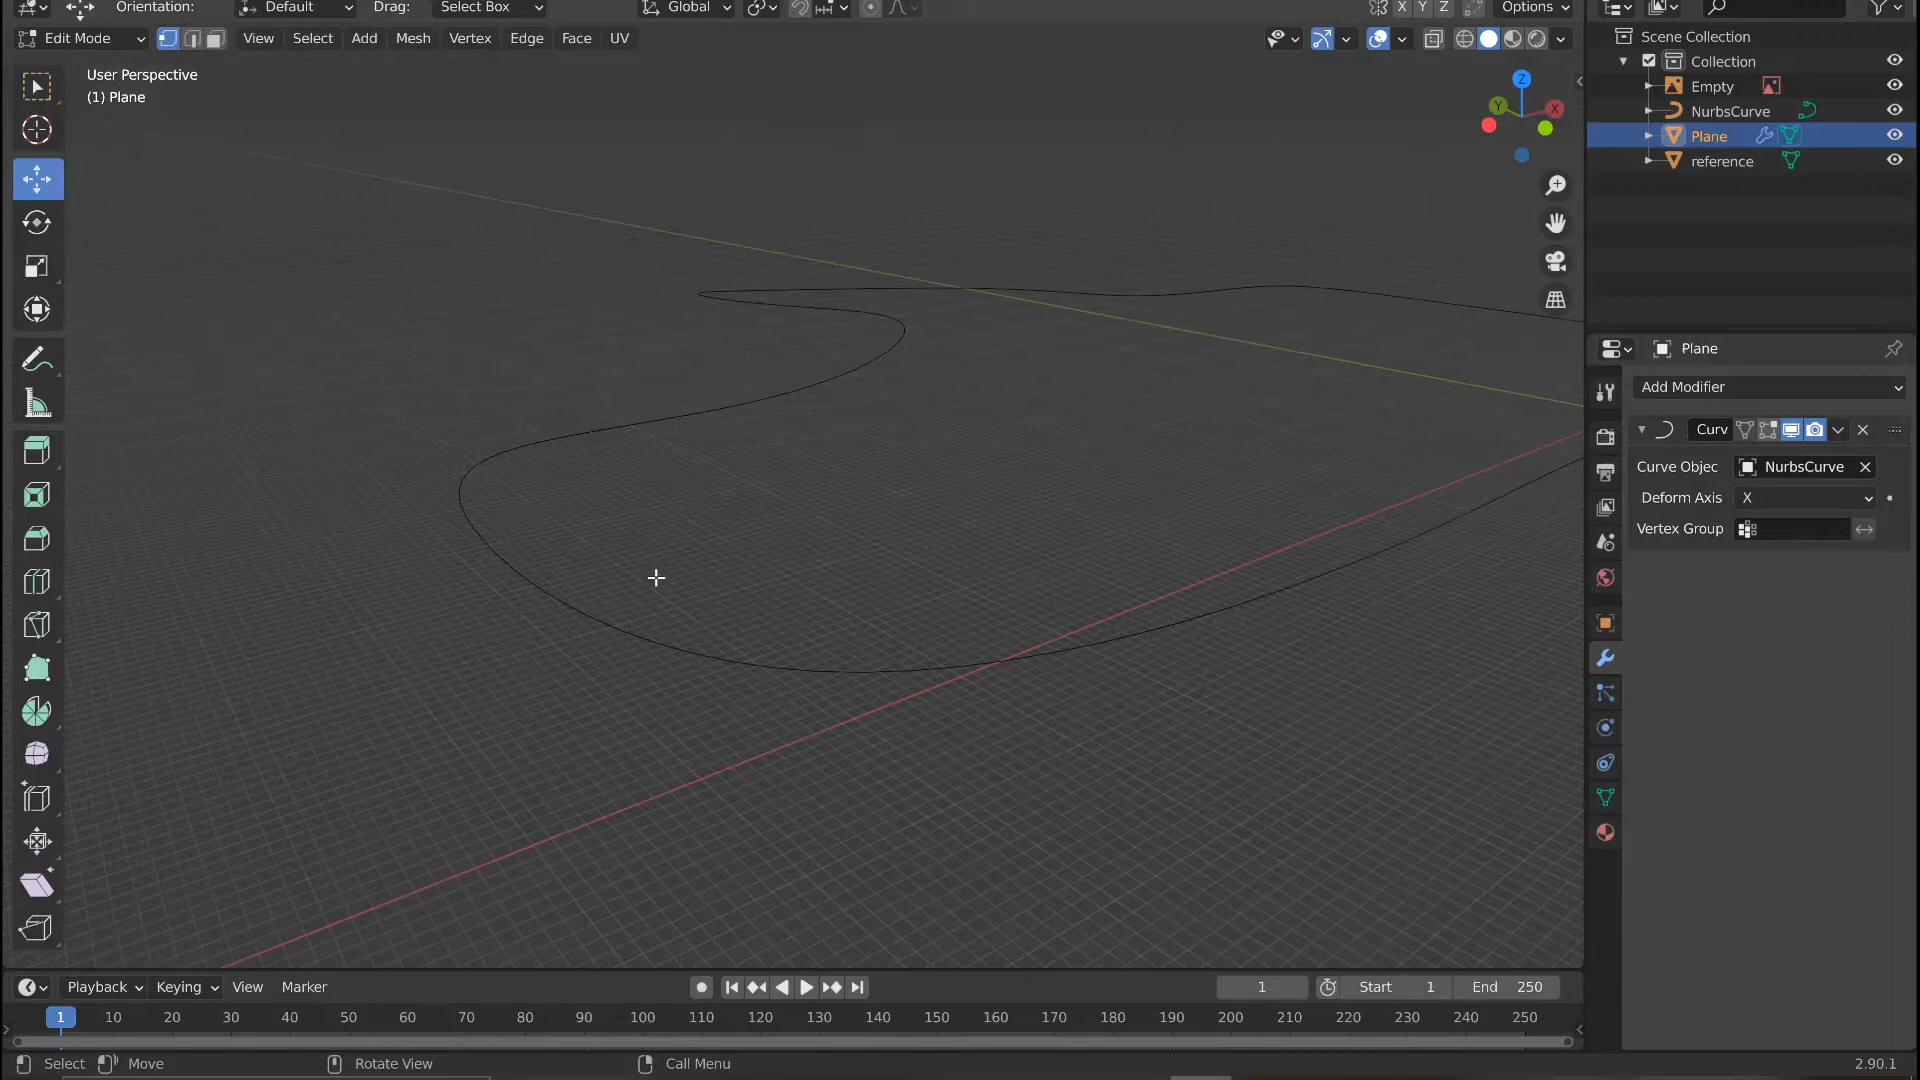 Orientation: Default Drag: Select Box Global X Y Z Options
Edit Mode View Select Add Mesh Vertex Edge Face UV
User Perspective
(1) Plane
Z
Y X
Scene Collection
Collection
Empty
NurbsCurve
Plane
reference
Plane
Add Modifier
Curv
Curve Objec NurbsCurve
Deform Axis X
Vertex Group
Playback Keying View Marker 1 Start 1 End 250
1 10 20 30 40 50 60 70 80 90 100 110 120 130 140 150 160 170 180 190 200 210 220 230 240 250
Select Move Rotate View Call Menu 2.90.1